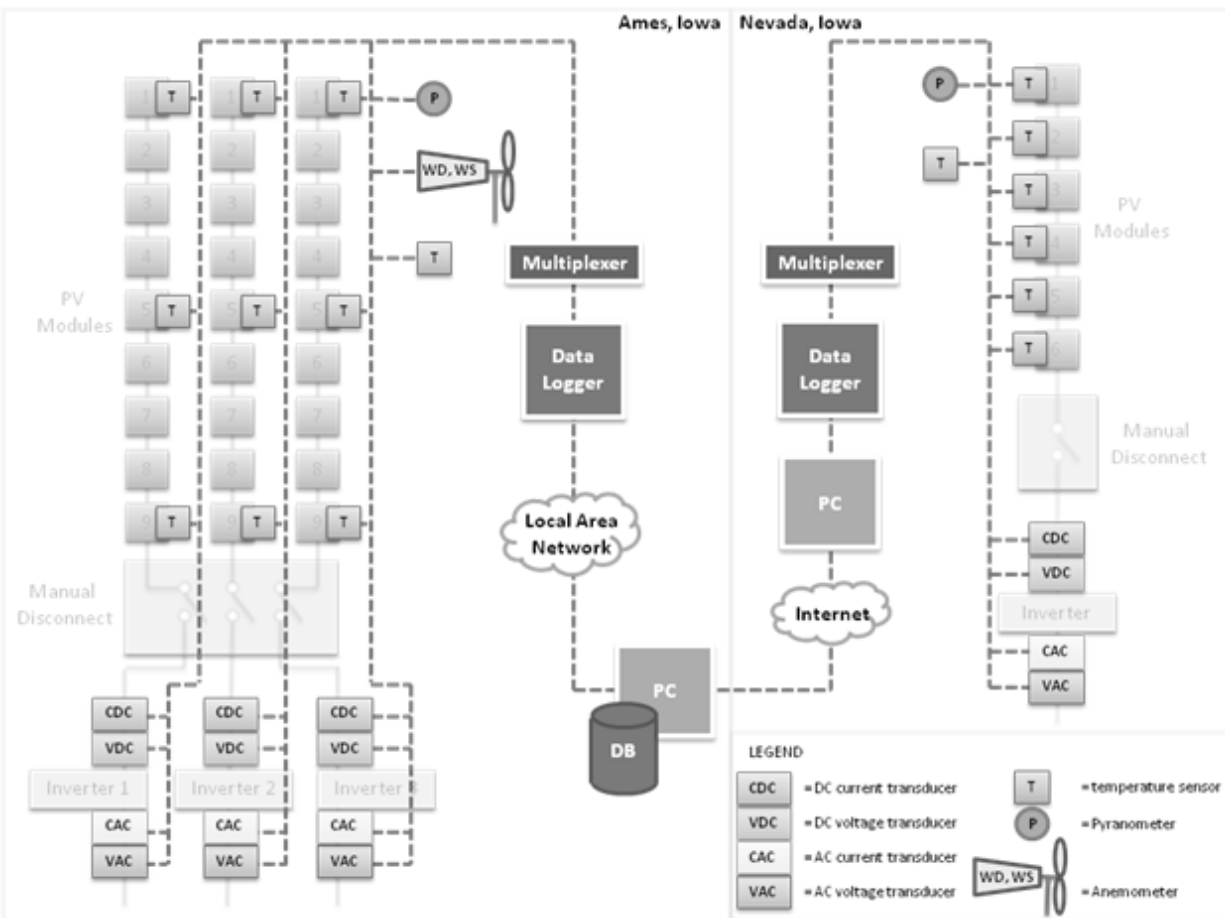 Ames, Iowa
Nevada, Iowa
1 T 1 T 1 T
P
2 2 2
WD, WS
3 3 3
4 4 4
T
PV
Modules
5 T 5 T 5 T
6 6 6
7 7 7
8 8 8
9 T 9 T 9 T
Manual
Disconnect
CDC CDC CDC
VDC VDC VDC
Inverter 1 Inverter 2 Inverter 3
CAC CAC CAC
VAC VAC VAC
Multiplexer
Data
Logger
Local Area
Network
PC
DB
Multiplexer
Data
Logger
PC
Internet
P
T
T 1
T 2
T 3
T 4
T 5
T 6
PV
Modules
Manual
Disconnect
CDC
VDC
Inverter
CAC
VAC
LEGEND
CDC = DC current transducer
VDC = DC voltage transducer
CAC = AC current transducer
VAC = AC voltage transducer
T = temperature sensor
P = Pyranometer
WD, WS = Anemometer